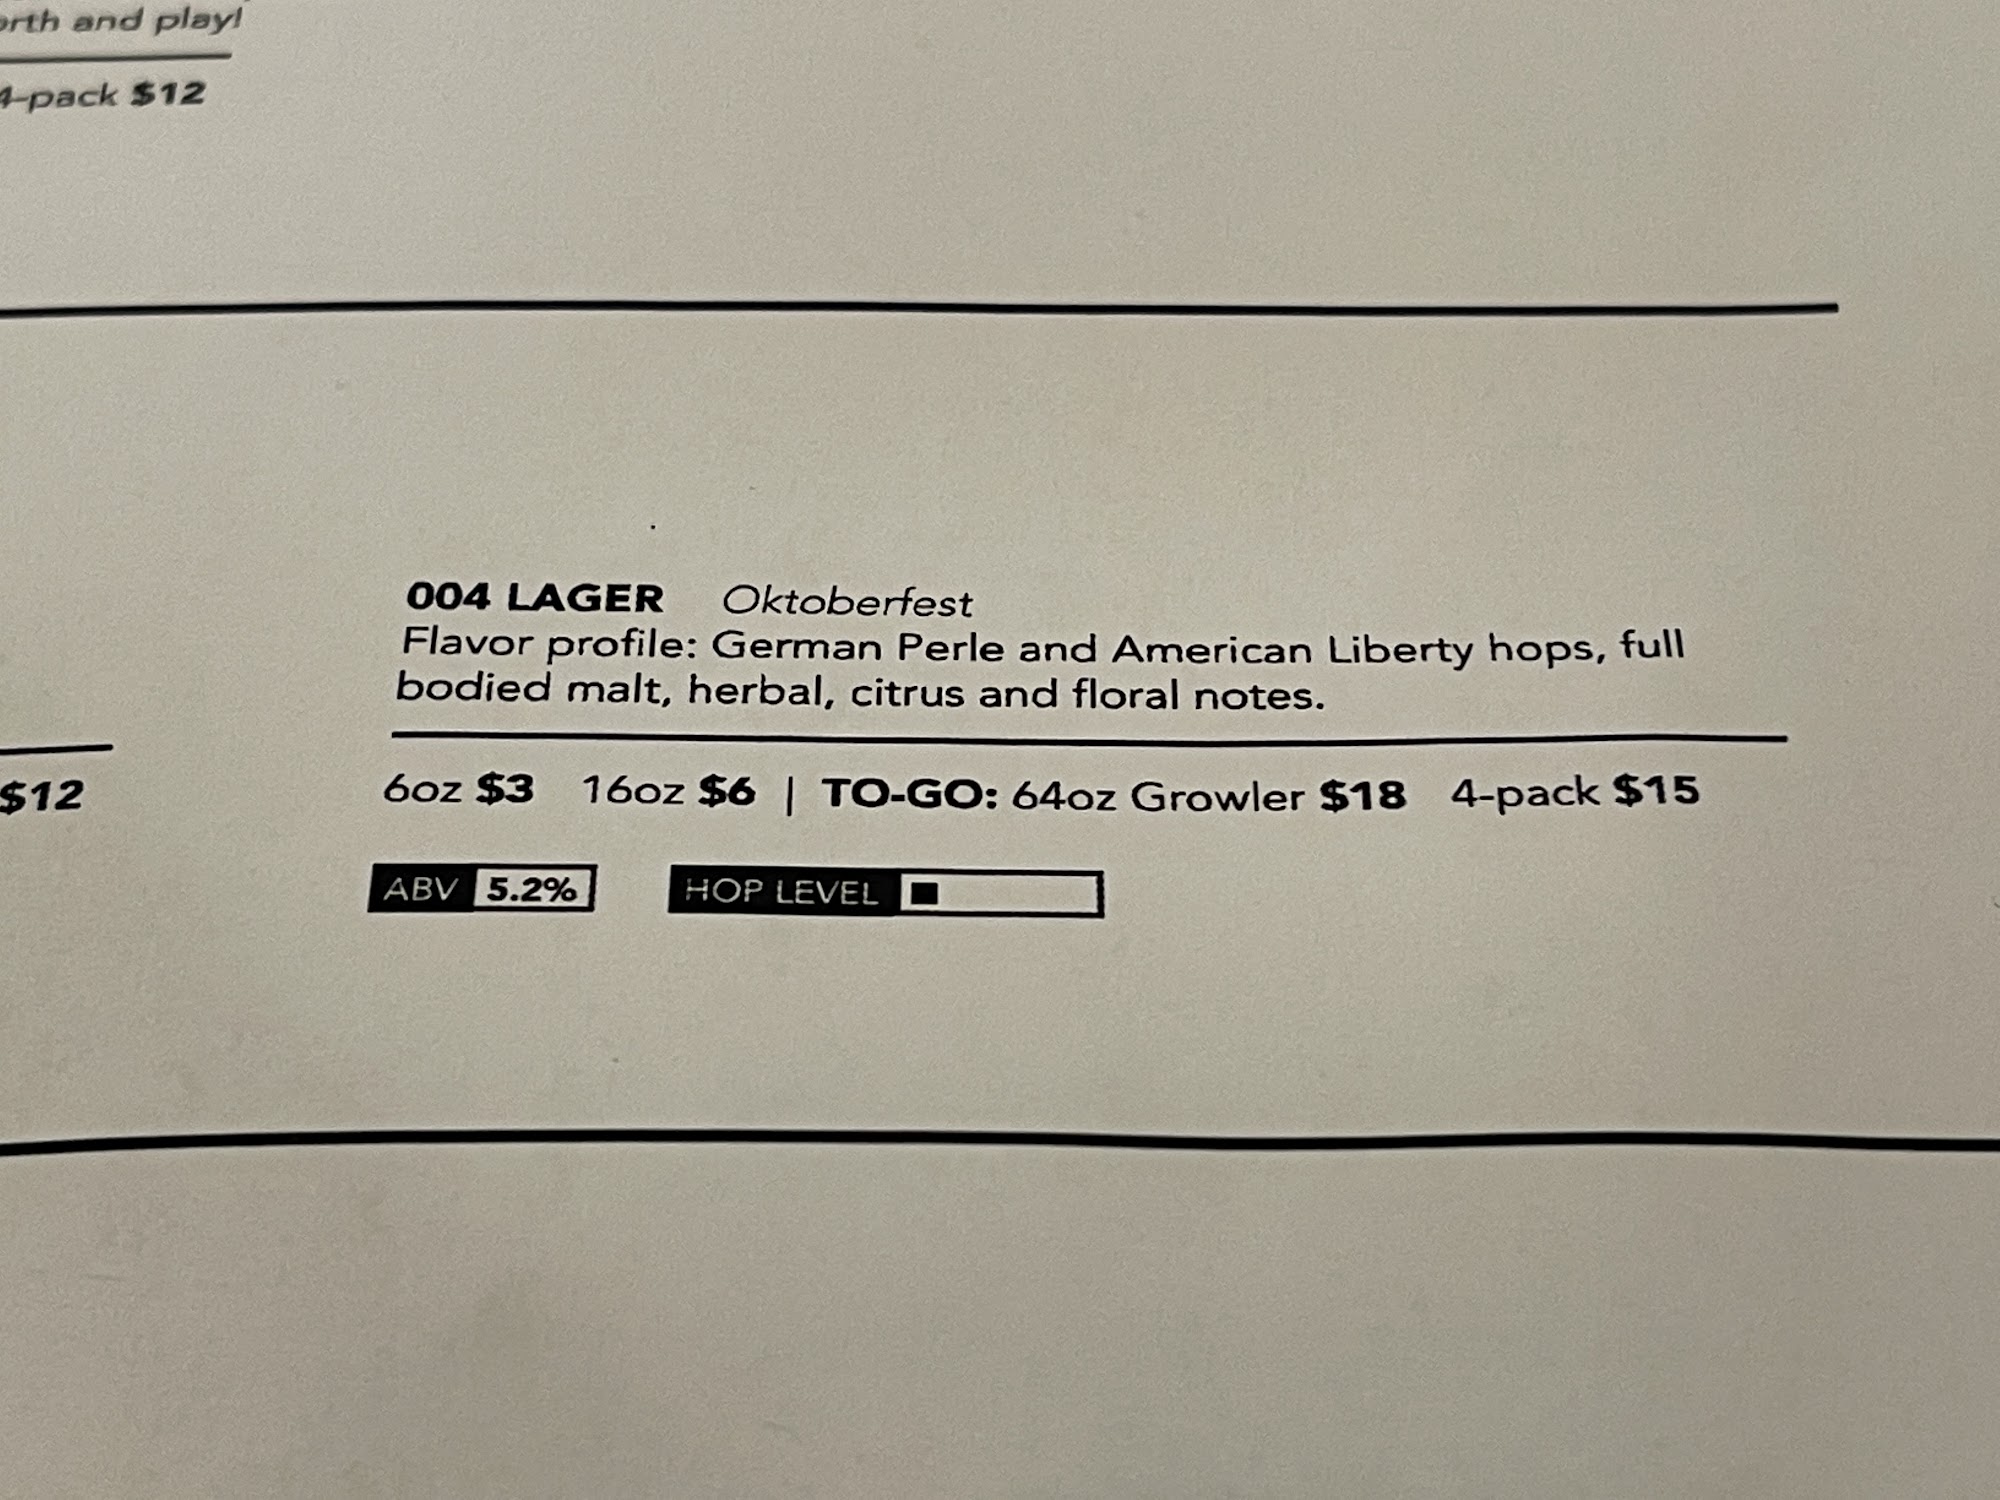 and play!
4-pack $12
004 LAGER Oktoberfest
Flavor profile: German Perle and American Liberty hops, full
bodied malt, herbal, citrus and floral notes.
$12
6oz $3 16oz $6 | TO-GO: 64oz Growler $18 4-pack $15
ABV 5.2% HOP LEVEL